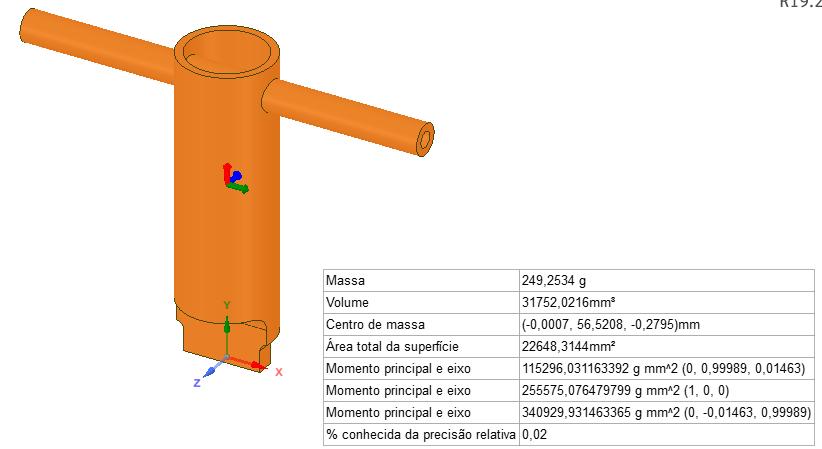 R19.2
Y
X
Z
Massa 249,2534 g
Volume 31752,0216mm³
Centro de massa (-0,0007, 56,5208, -0,2795)mm
Área total da superfície 22648,3144mm²
Momento principal e eixo 115296,031163392 g mm^2 (0, 0,99989, 0,01463)
Momento principal e eixo 255575,076479799 g mm^2 (1, 0, 0)
Momento principal e eixo 340929,931463365 g mm^2 (0, -0,01463, 0,99989)
% conhecida da precisão relativa 0,02